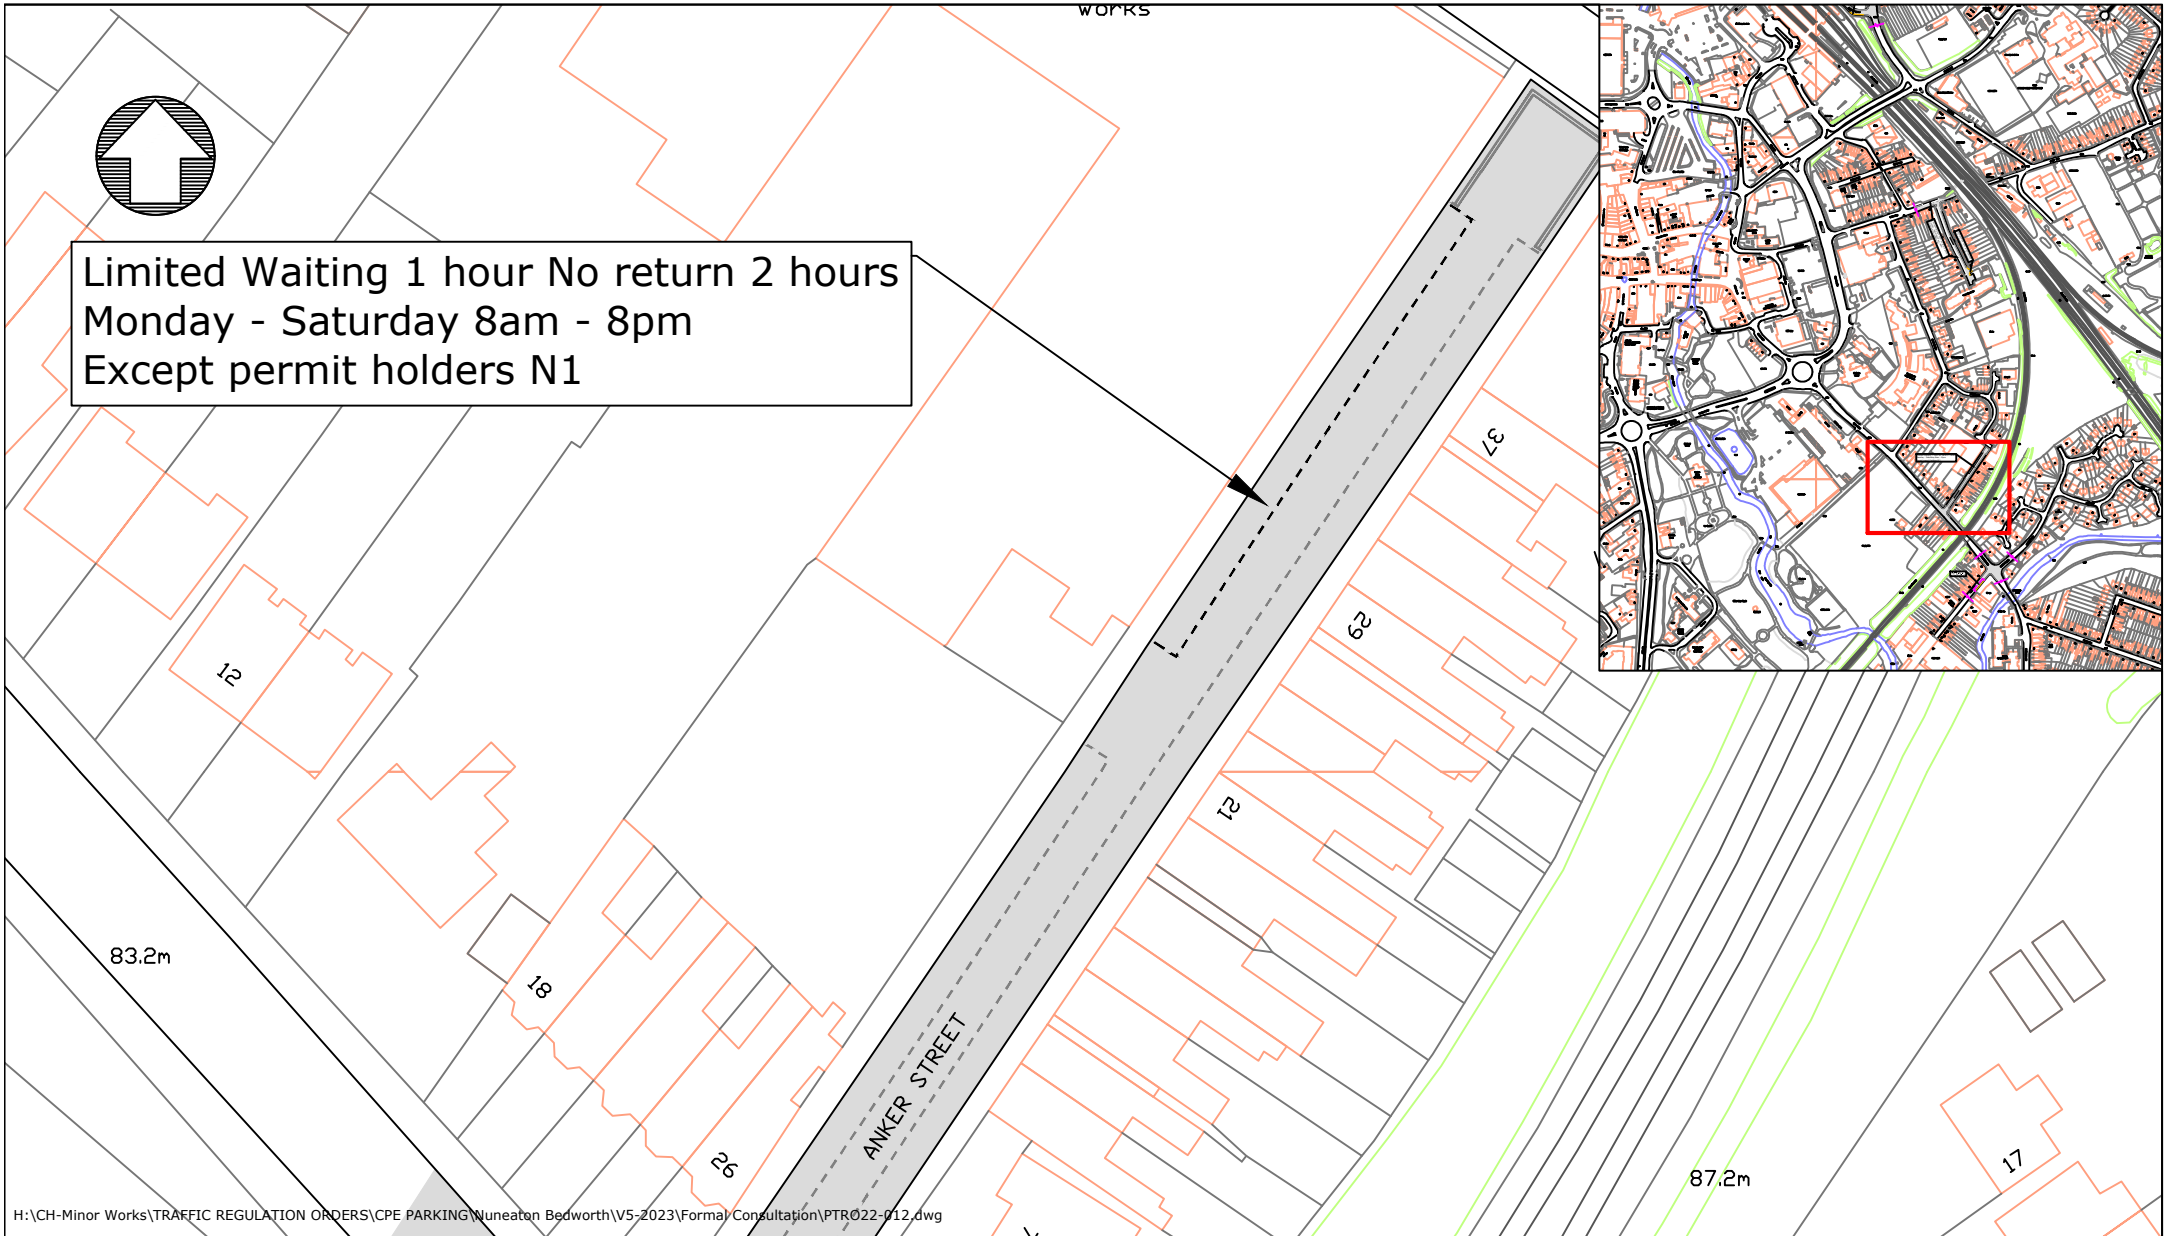 works
Limited Waiting 1 hour No return 2 hours
Monday - Saturday 8am - 8pm
Except permit holders N1
37
29
12
21
83.2m
18
ANKER STREET
26
87.2m
17
H:\CH-Minor Works\TRAFFIC REGULATION ORDERS\CPE PARKING\Nuneaton Bedworth\V5-2023\Formal Consultation\PTRO22-012.dwg